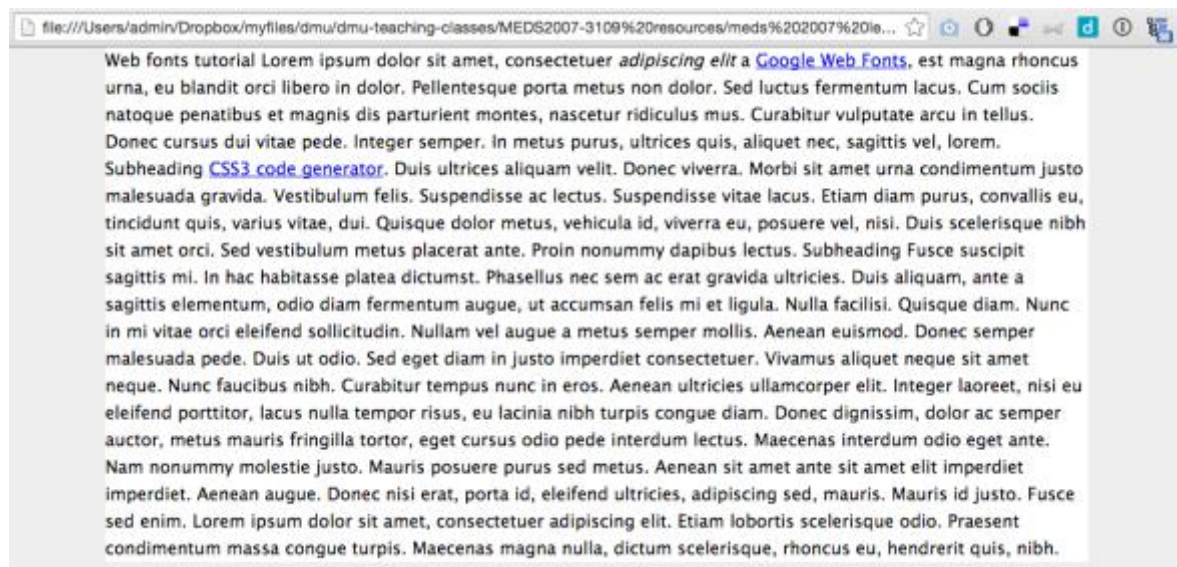 file:///Users/admin/Dropbox/myfiles/dmu/dmu-teaching-classes/MEDS2007-3109%20resources/meds%202007%20le...
Web fonts tutorial Lorem ipsum dolor sit amet, consectetuer adipiscing elit a Google Web Fonts, est magna rhoncus
urna, eu blandit orci libero in dolor. Pellentesque porta metus non dolor. Sed luctus fermentum lacus. Cum sociis
natoque penatibus et magnis dis parturient montes, nascetur ridiculus mus. Curabitur vulputate arcu in tellus.
Donec cursus dui vitae pede. Integer semper. In metus purus, ultrices quis, aliquet nec, sagittis vel, lorem.
Subheading CSS3 code generator. Duis ultrices aliquam velit. Donec viverra. Morbi sit amet urna condimentum justo
malesuada gravida. Vestibulum felis. Suspendisse ac lectus. Suspendisse vitae lacus. Etiam diam purus, convallis eu,
tincidunt quis, varius vitae, dui. Quisque dolor metus, vehicula id, viverra eu, posuere vel, nisi. Duis scelerisque nibh
sit amet orci. Sed vestibulum metus placerat ante. Proin nonummy dapibus lectus. Subheading Fusce suscipit
sagittis mi. In hac habitasse platea dictumst. Phasellus nec sem ac erat gravida ultricies. Duis aliquam, ante a
sagittis elementum, odio diam fermentum augue, ut accumsan felis mi et ligula. Nulla facilisi. Quisque diam. Nunc
in mi vitae orci eleifend sollicitudin. Nullam vel augue a metus semper mollis. Aenean euismod. Donec semper
malesuada pede. Duis ut odio. Sed eget diam in justo imperdiet consectetuer. Vivamus aliquet neque sit amet
neque. Nunc faucibus nibh. Curabitur tempus nunc in eros. Aenean ultricies ullamcorper elit. Integer laoreet, nisi eu
eleifend porttitor, lacus nulla tempor risus, eu lacinia nibh turpis congue diam. Donec dignissim, dolor ac semper
auctor, metus mauris fringilla tortor, eget cursus odio pede interdum lectus. Maecenas interdum odio eget ante.
Nam nonummy molestie justo. Mauris posuere purus sed metus. Aenean sit amet ante sit amet elit imperdiet
imperdiet. Aenean augue. Donec nisi erat, porta id, eleifend ultricies, adipiscing sed, mauris. Mauris id justo. Fusce
sed enim. Lorem ipsum dolor sit amet, consectetuer adipiscing elit. Etiam lobortis scelerisque odio. Praesent
condimentum massa congue turpis. Maecenas magna nulla, dictum scelerisque, rhoncus eu, hendrerit quis, nibh.